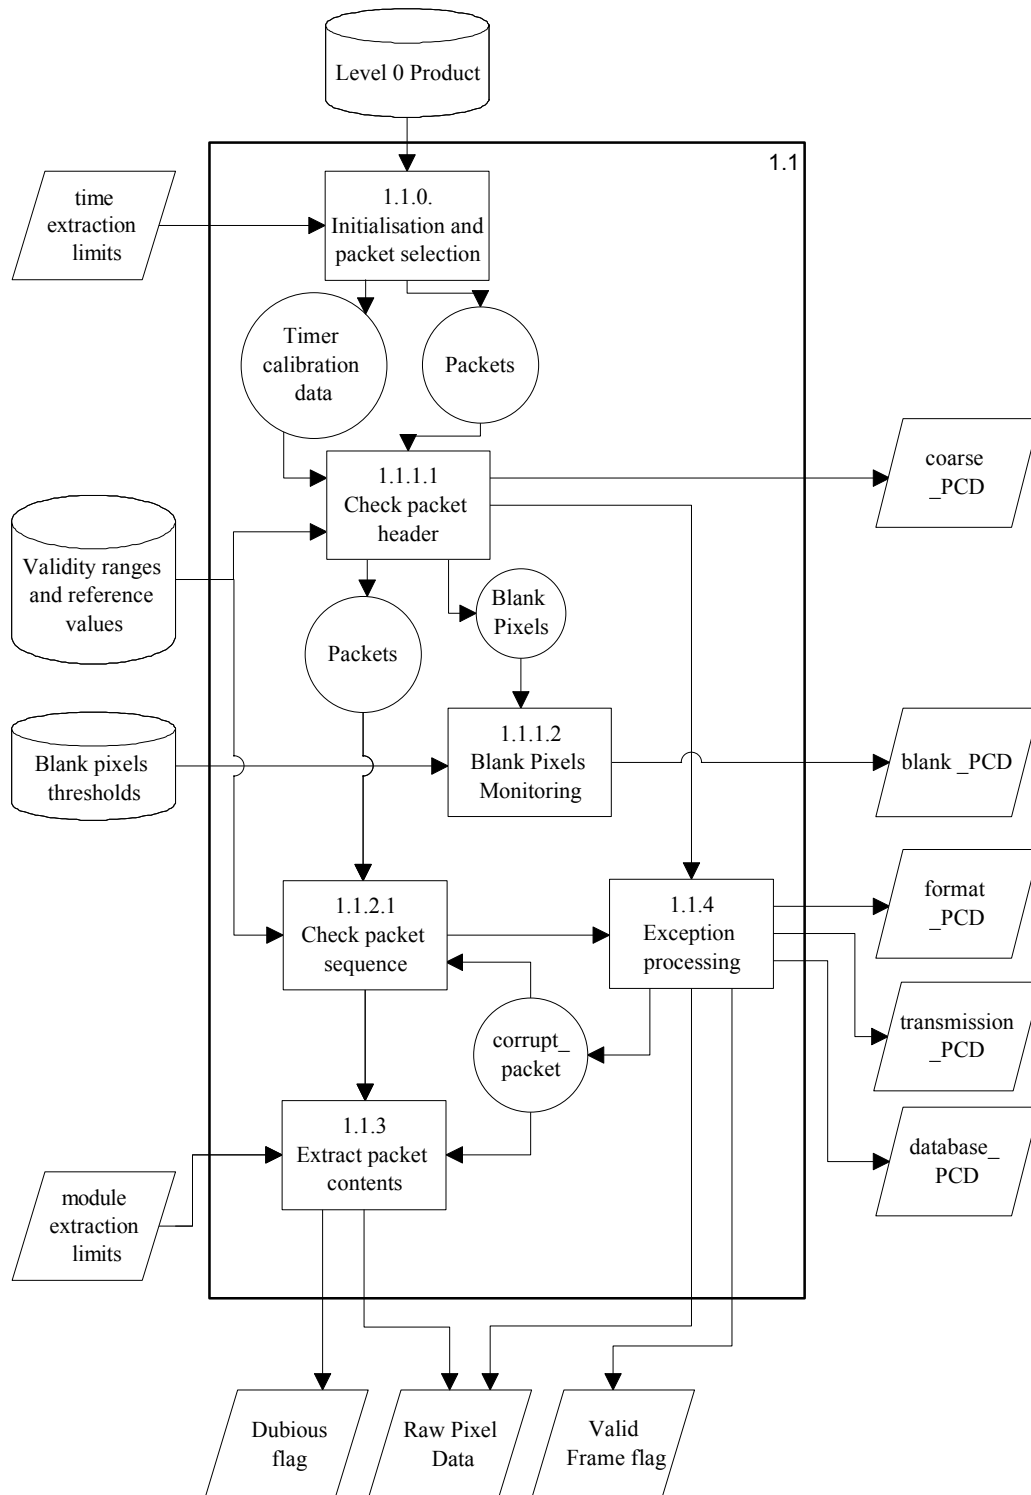 Level 0 Product
1.1
time
extraction
limits
1.1.0.
Initialisation and
packet selection
Timer
calibration
data
Packets
1.1.1.1
Check packet
header
coarse
_PCD
Validity ranges
and reference
values
Blank
Pixels
Packets
1.1.1.2
Blank Pixels
Monitoring
Blank pixels
thresholds
blank _PCD
1.1.2.1
Check packet
sequence
1.1.4
Exception
processing
format
_PCD
transmission
_PCD
corrupt_
packet
1.1.3
Extract packet
contents
database_
PCD
module
extraction
limits
Dubious
flag
Raw Pixel
Data
Valid
Frame flag